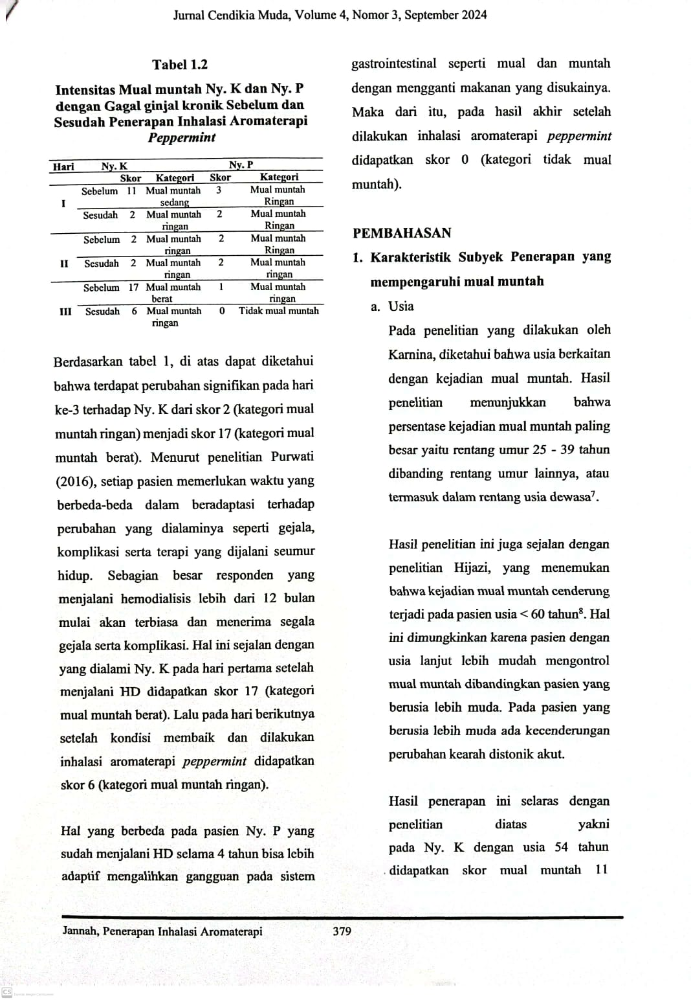 Jurnal Cendikia Muda, Volume 4, Nomor 3, September 2024
Tabel 1.2
Intensitas Mual muntah Ny. K dan Ny. P
dengan Gagal ginjal kronik Sebelum dan
Sesudah Penerapan Inhalasi Aromaterapi
Peppermint
Hari Ny. K Ny. P
Skor Kategori Skor Kategori
Sebelum 11 Mual muntah 3 Mual muntah
sedang Ringan
I
Sesudah 2 Mual muntah 2 Mual muntah
ringan Ringan
Sebelum 2 Mual muntah 2 Mual muntah
ringan Ringan
II Sesudah 2 Mual muntah 2 Mual muntah
ringan ringan
Sebelum 17 Mual muntah 1 Mual muntah
berat ringan
III Sesudah 6 Mual muntah 0 Tidak mual muntah
ringan
Berdasarkan tabel 1, di atas dapat diketahui
bahwa terdapat perubahan signifikan pada hari
ke-3 terhadap Ny. K dari skor 2 (kategori mual
muntah ringan) menjadi skor 17 (kategori mual
muntah berat). Menurut penelitian Purwati
(2016), setiap pasien memerlukan waktu yang
berbeda-beda dalam beradaptasi terhadap
perubahan yang dialaminya seperti gejala,
komplikasi serta terapi yang dijalani seumur
hidup. Sebagian besar responden yang
menjalani hemodialisis lebih dari 12 bulan
mulai akan terbiasa dan menerima segala
gejala serta komplikasi. Hal ini sejalan dengan
yang dialami Ny. K pada hari pertama setelah
menjalani HD didapatkan skor 17 (kategori
mual muntah berat). Lalu pada hari berikutnya
setelah kondisi membaik dan dilakukan
inhalasi aromaterapi peppermint didapatkan
skor 6 (kategori mual muntah ringan).
Hal yang berbeda pada pasien Ny. P yang
sudah menjalani HD selama 4 tahun bisa lebih
adaptif mengalihkan gangguan pada sistem
gastrointestinal seperti mual dan muntah
dengan mengganti makanan yang disukainya.
Maka dari itu, pada hasil akhir setelah
dilakukan inhalasi aromaterapi peppermint
didapatkan skor 0 (kategori tidak mual
muntah).
PEMBAHASAN
1. Karakteristik Subyek Penerapan yang
mempengaruhi mual muntah
a. Usia
Pada penelitian yang dilakukan oleh
Karnina, diketahui bahwa usia berkaitan
dengan kejadian mual muntah. Hasil
penelitian menunjukkan bahwa
persentase kejadian mual muntah paling
besar yaitu rentang umur 25 - 39 tahun
dibanding rentang umur lainnya, atau
termasuk dalam rentang usia dewasa⁷.
Hasil penelitian ini juga sejalan dengan
penelitian Hijazi, yang menemukan
bahwa kejadian mual muntah cenderung
terjadi pada pasien usia < 60 tahun⁸. Hal
ini dimungkinkan karena pasien dengan
usia lanjut lebih mudah mengontrol
mual muntah dibandingkan pasien yang
berusia lebih muda. Pada pasien yang
berusia lebih muda ada kecenderungan
perubahan kearah distonik akut.
Hasil penerapan ini selaras dengan
penelitian diatas yakni
pada Ny. K dengan usia 54 tahun
didapatkan skor mual muntah 11
Jannah, Penerapan Inhalasi Aromaterapi 379
CS